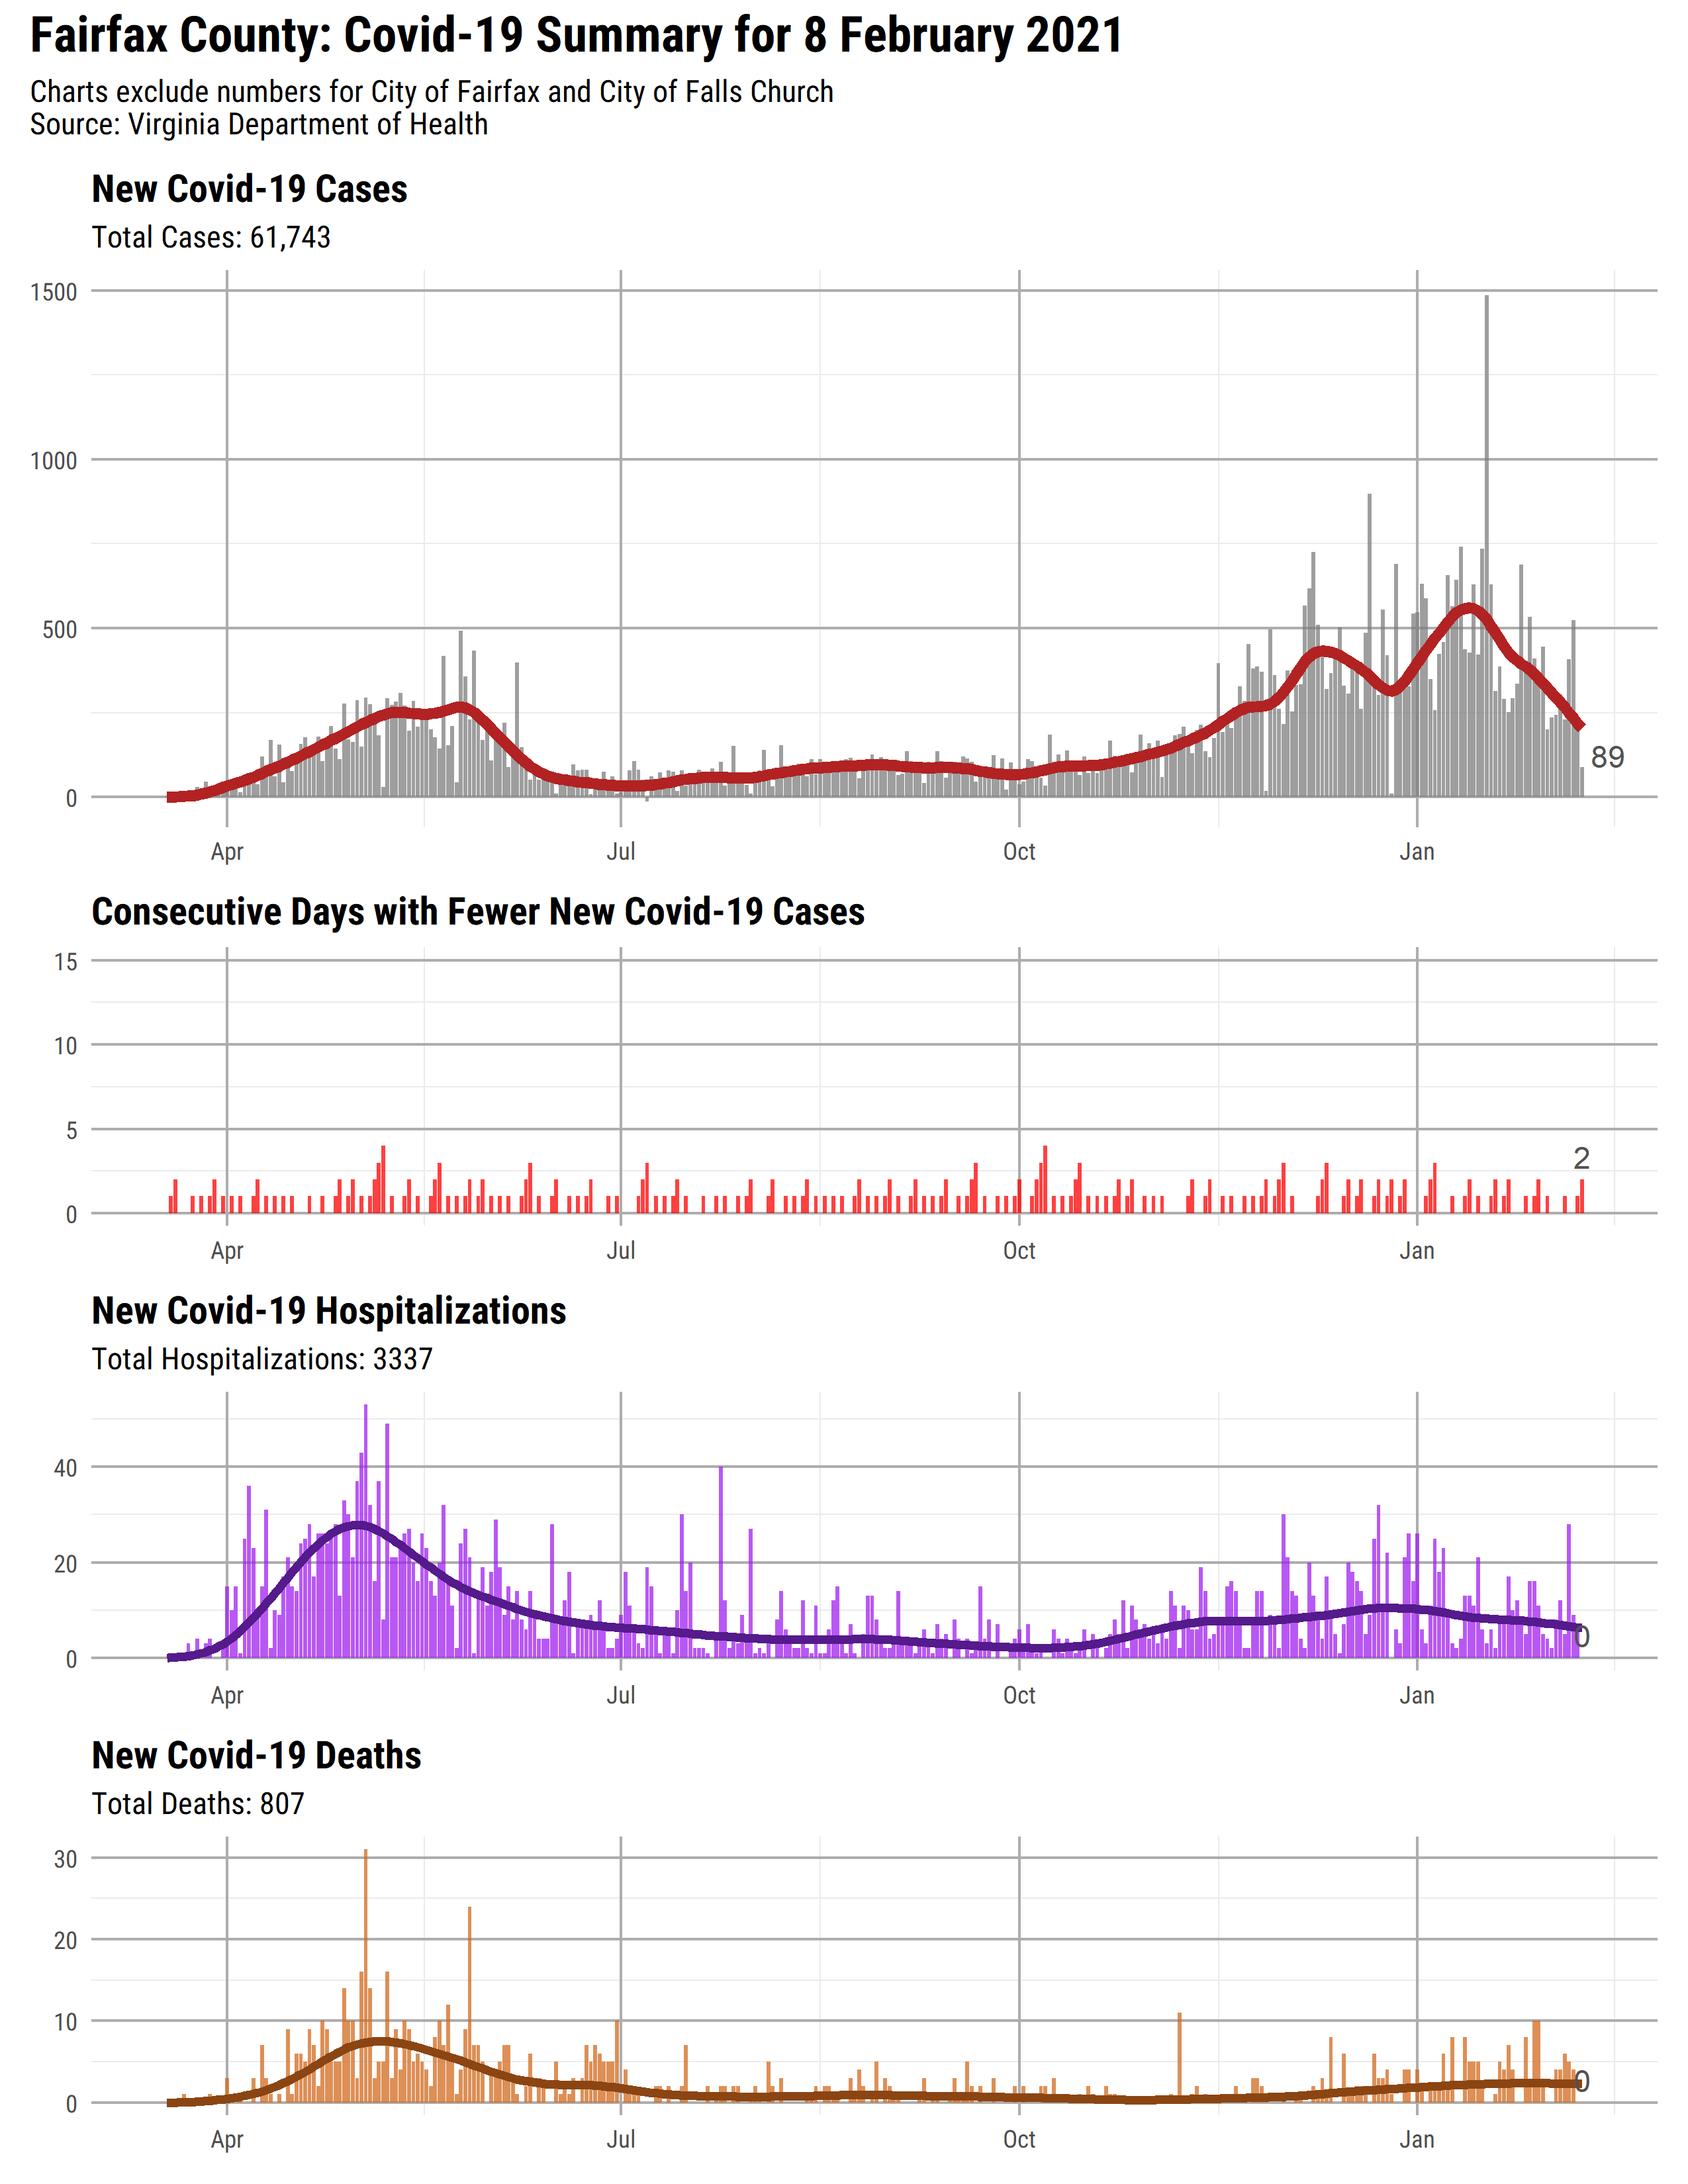 Fairfax County: Covid-19 Summary for 8 February 2021
Charts exclude numbers for City of Fairfax and City of Falls Church
Source: Virginia Department of Health
New Covid-19 Cases
Total Cases: 61,743
1500
1000
500
0
89
Apr Jul Oct Jan
Consecutive Days with Fewer New Covid-19 Cases
15
10
5
0
2
Apr Jul Oct Jan
New Covid-19 Hospitalizations
Total Hospitalizations: 3337
40
20
0
0
Apr Jul Oct Jan
New Covid-19 Deaths
Total Deaths: 807
30
20
10
0
0
Apr Jul Oct Jan